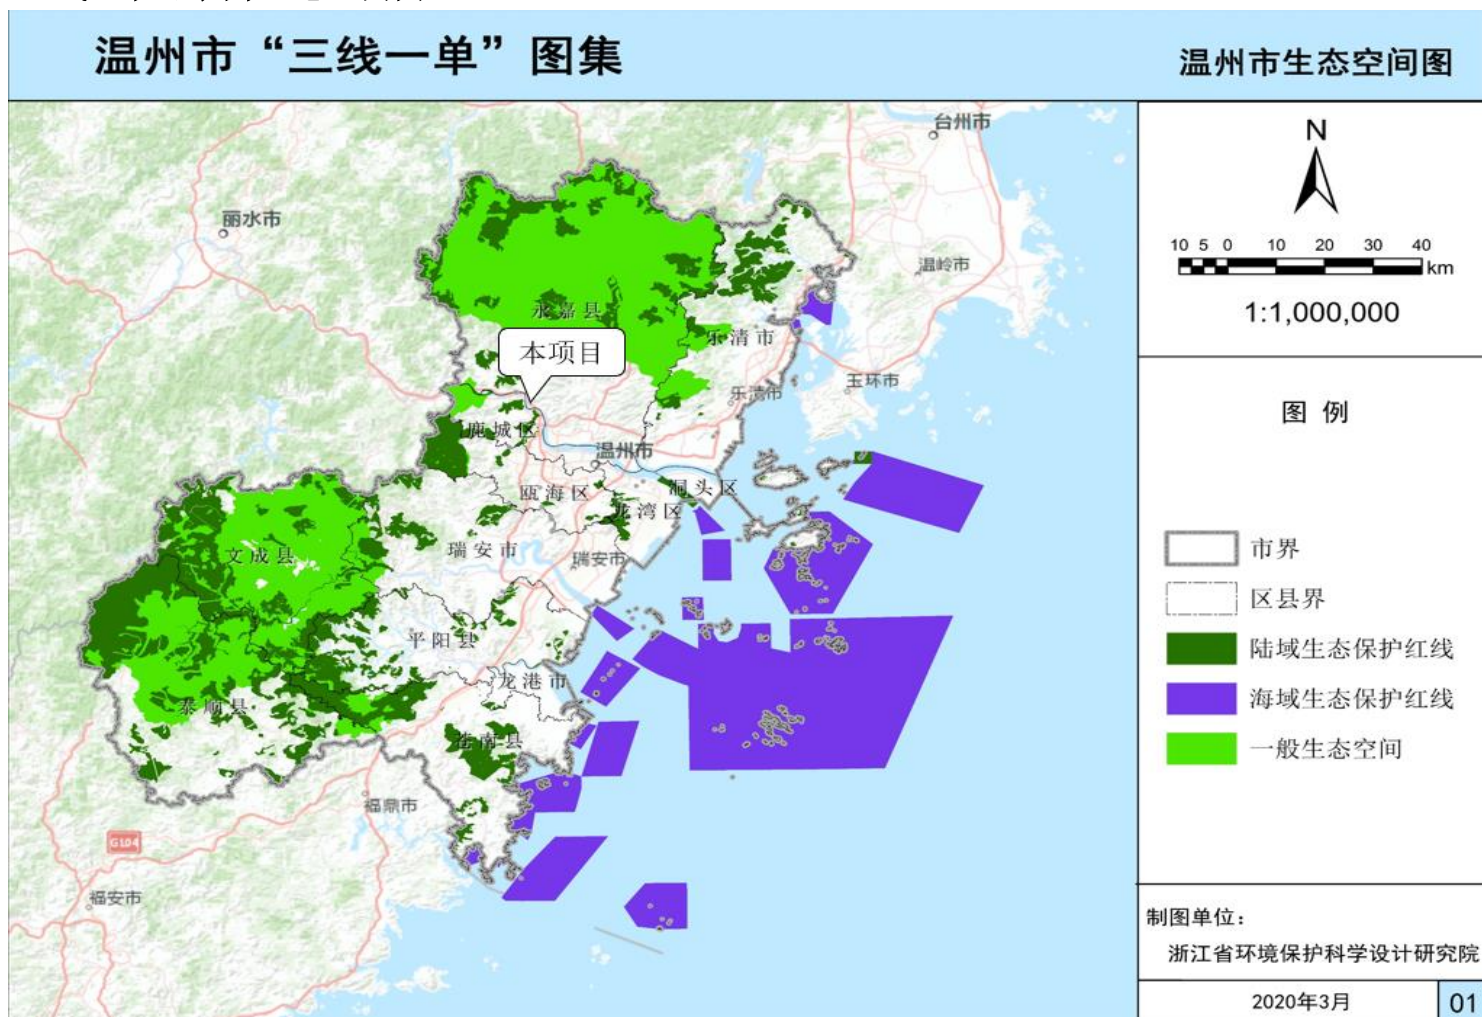 温州市“三线一单”图集
温州市生态空间图
N
10 5 0 10 20 30 40
km
1:1,000,000
图 例
市界
区县界
陆域生态保护红线
海域生态保护红线
一般生态空间
制图单位：
浙江省环境保护科学设计研究院
2020年3月
01
台州市
丽水市
温岭市
永嘉县
乐清市
本项目
玉环市
乐清市
鹿城区
温州市
瓯海区
洞头区
龙湾区
文成县
瑞安市
瑞安市
平阳县
龙港市
泰顺县
苍南县
福鼎市
G104
福安市